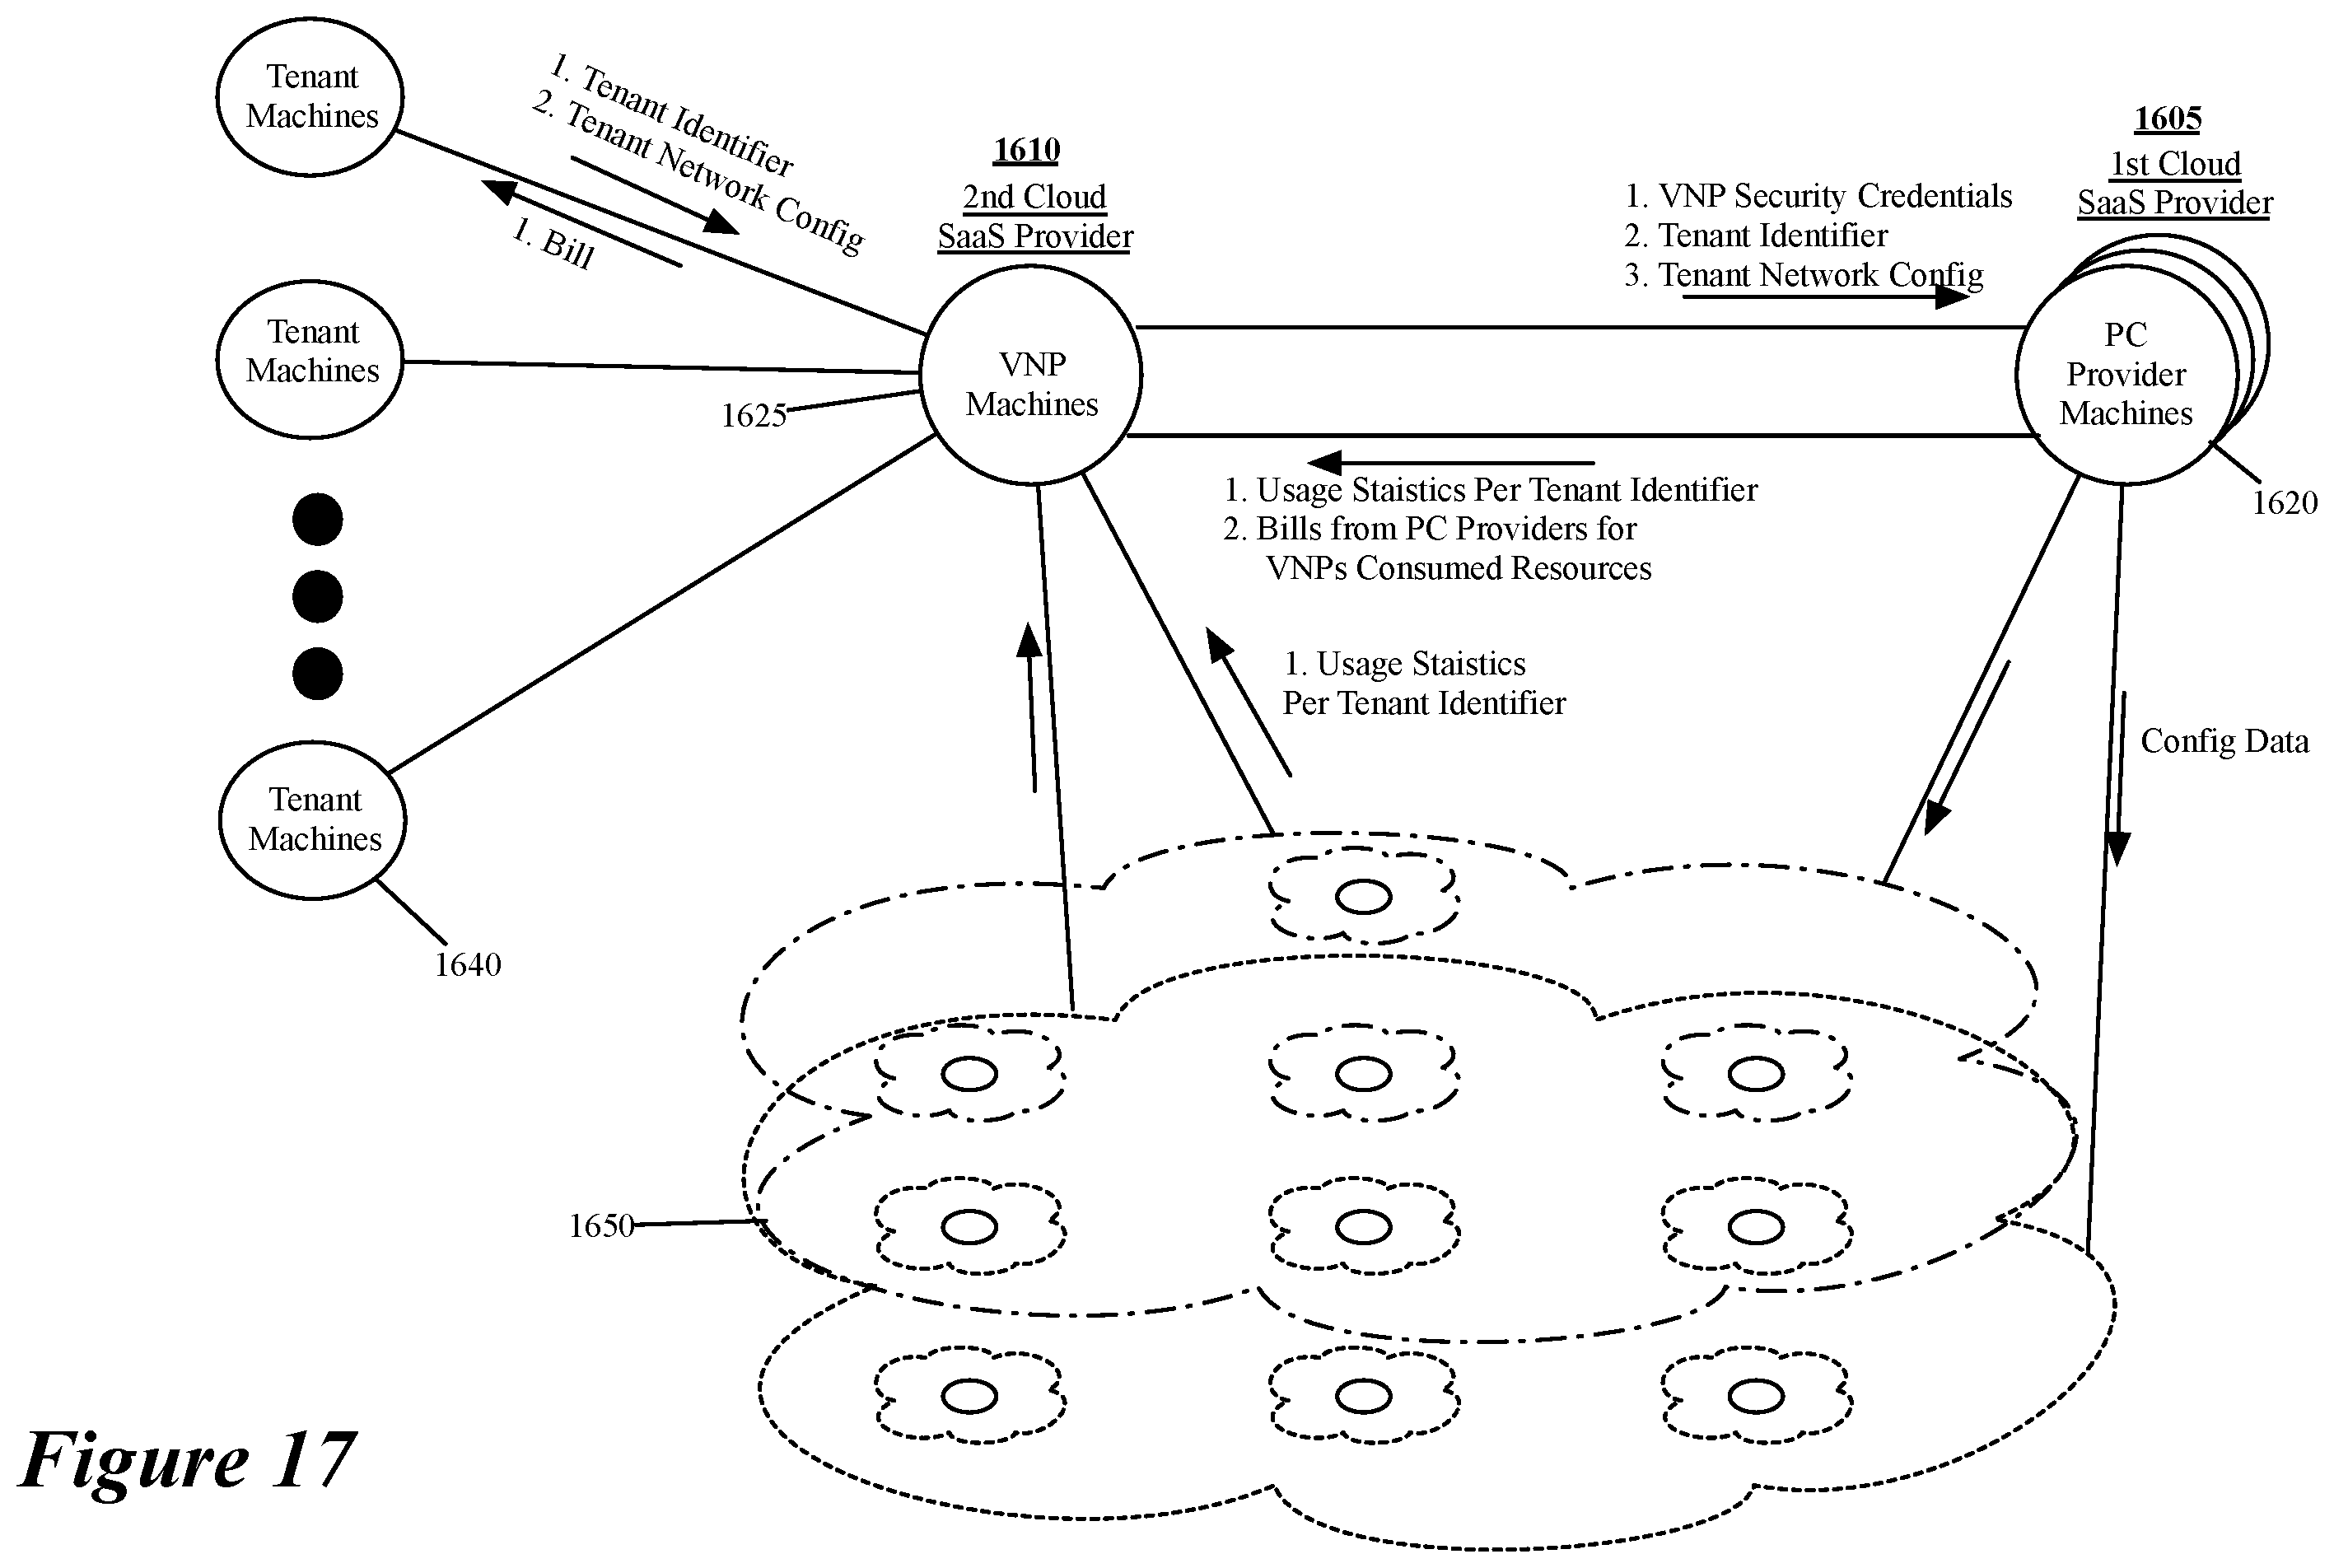 Tenant
Machines
1. Tenant Identifier
2. Tenant Network Config
1. Bill
1610
2nd Cloud
SaaS Provider
1605
1st Cloud
SaaS Provider
1. VNP Security Credentials
2. Tenant Identifier
3. Tenant Network Config
Tenant
Machines
1625
VNP
Machines
PC
Provider
Machines
1620
1. Usage Staistics Per Tenant Identifier
2. Bills from PC Providers for
VNPs Consumed Resources
1. Usage Staistics
Per Tenant Identifier
Config Data
Tenant
Machines
1640
1650
Figure 17